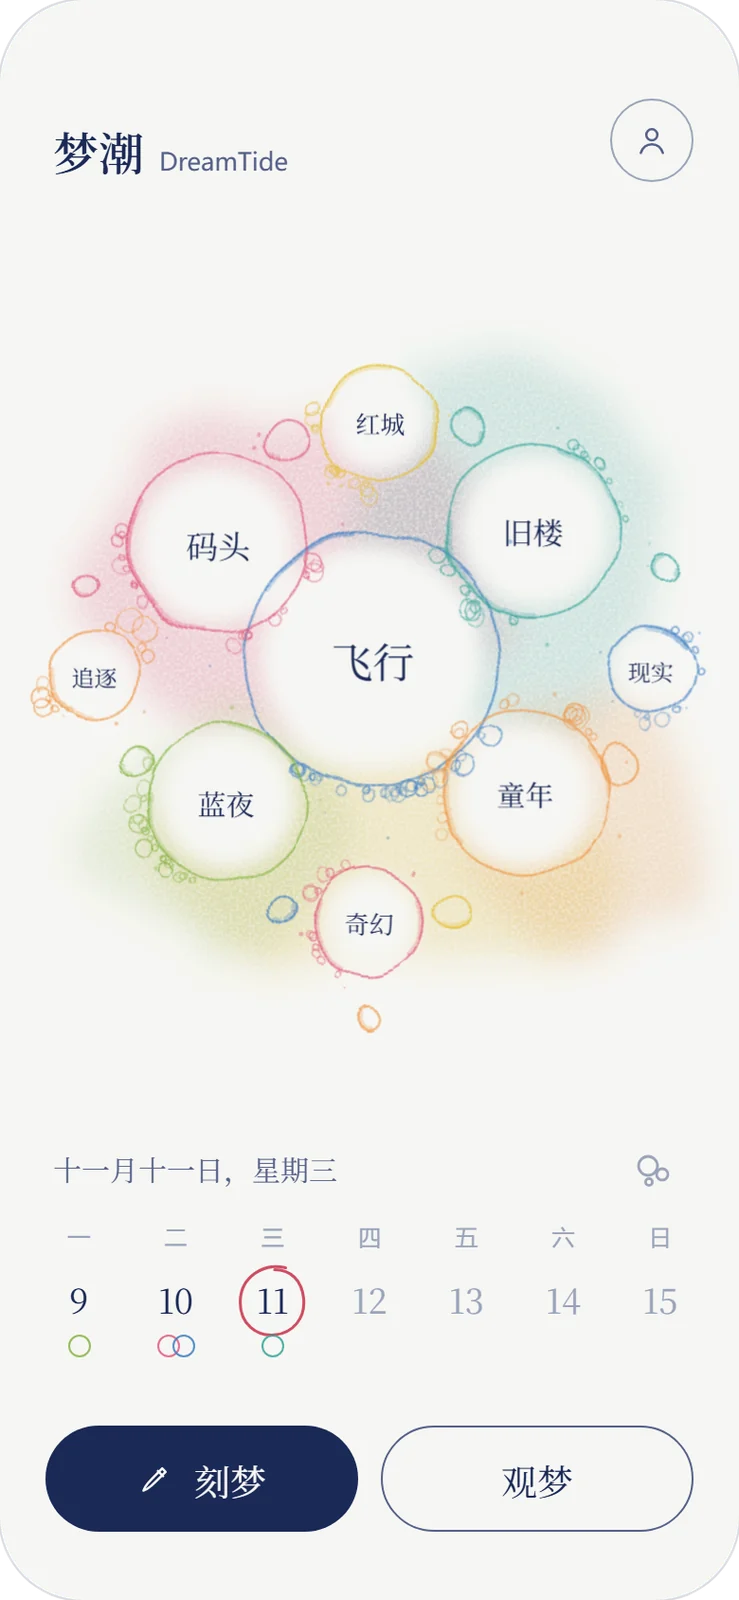 梦潮 DreamTide
红城
码头
旧楼
飞行
追逐
现实
蓝夜
童年
奇幻
十一月十一日，星期三
一 二 三 四 五 六 日
9 10 11 12 13 14 15
刻梦
观梦